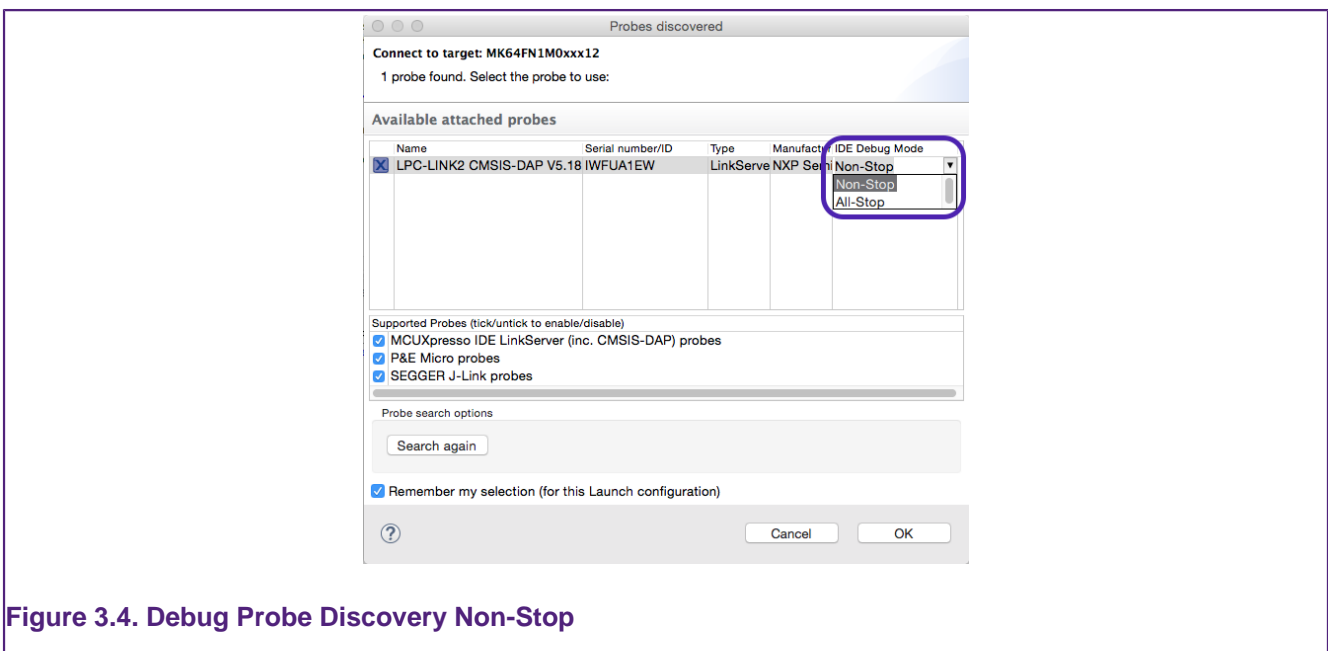 Probes discovered
Connect to target: MK64FN1M0xxx12
1 probe found. Select the probe to use:
Available attached probes
Name Serial number/ID Type Manufactur IDE Debug Mode
LPC-LINK2 CMSIS-DAP V5.18 IWFUA1EW LinkServe NXP Semi Non-Stop
Non-Stop
All-Stop
Supported Probes (tick/untick to enable/disable)
MCUXpresso IDE LinkServer (inc. CMSIS-DAP) probes
P&E Micro probes
SEGGER J-Link probes
Probe search options
Search again
Remember my selection (for this Launch configuration)
? Cancel OK
Figure 3.4. Debug Probe Discovery Non-Stop